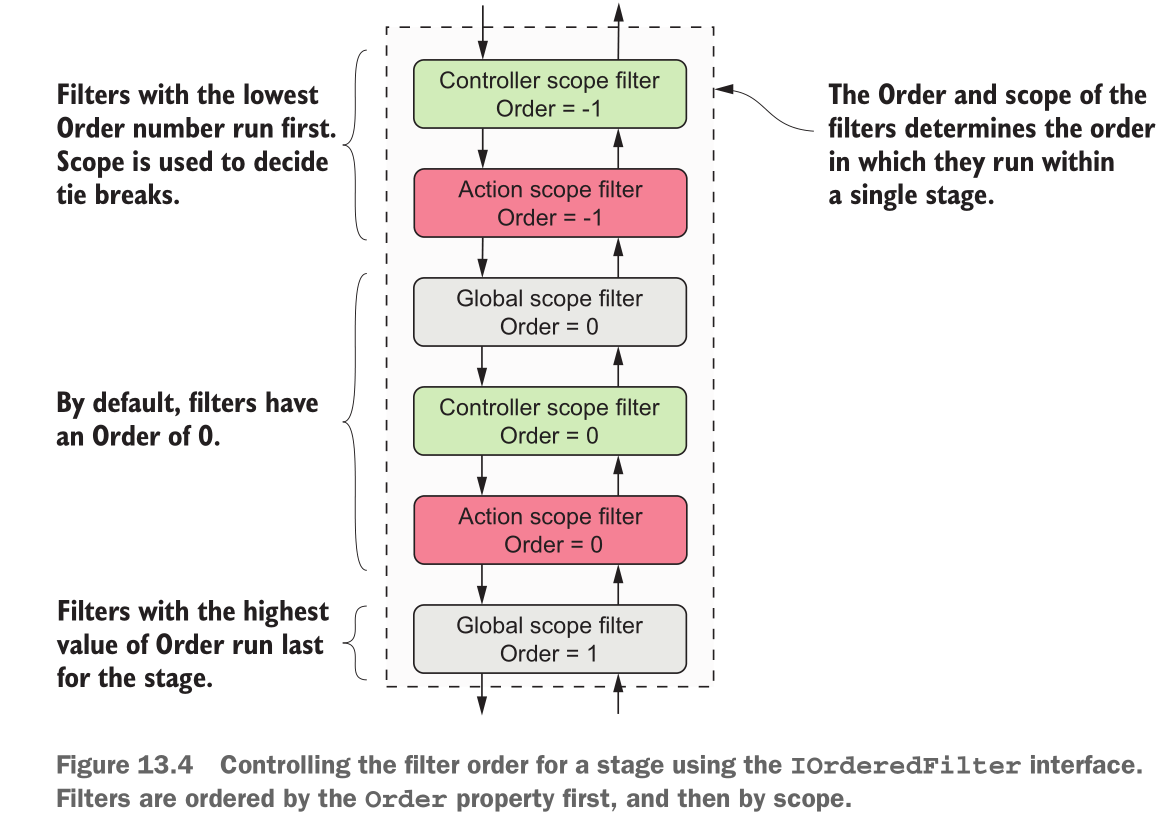 Filters with the lowest
Order number run first.
Scope is used to decide
tie breaks.
Controller scope filter
Order = -1
The Order and scope of the
filters determines the order
in which they run within
a single stage.
Action scope filter
Order = -1
Global scope filter
Order = 0
By default, filters have
an Order of 0.
Controller scope filter
Order = 0
Action scope filter
Order = 0
Filters with the highest
value of Order run last
for the stage.
Global scope filter
Order = 1
Figure 13.4 Controlling the filter order for a stage using the IOrderedFilter interface.
Filters are ordered by the Order property first, and then by scope.